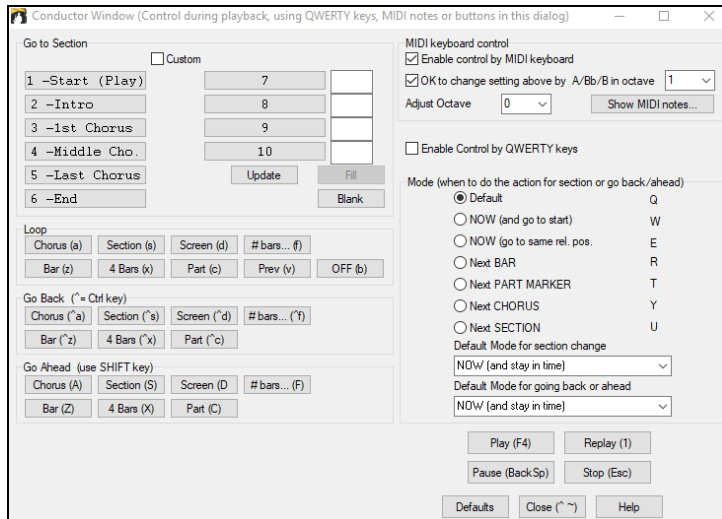 Conductor Window (Control during playback, using QWERTY keys, MIDI notes or buttons in this dialog)
Go to Section
Custom
1 -Start (Play) 7
2 -Intro 8
3 -1st Chorus 9
4 -Middle Cho. 10
5 -Last Chorus Update Fill
6 -End Blank
Loop
Chorus (a) Section (s) Screen (d) # bars... (f)
Bar (z) 4 Bars (x) Part (c) Prev (v) OFF (b)
Go Back (^= Ctrl key)
Chorus (^a) Section (^s) Screen (^d) # bars... (^f)
Bar (^z) 4 Bars (^x) Part (^c)
Go Ahead (use SHIFT key)
Chorus (A) Section (S) Screen (D # bars... (F)
Bar (Z) 4 Bars (X) Part (C)
MIDI keyboard control
Enable control by MIDI keyboard
OK to change setting above by A/Bb/B in octave 1
Adjust Octave 0 Show MIDI notes...
Enable Control by QWERTY keys
Mode (when to do the action for section or go back/ahead)
Default Q
NOW (and go to start) W
NOW (go to same rel. pos. E
Next BAR R
Next PART MARKER T
Next CHORUS Y
Next SECTION U
Default Mode for section change
NOW (and stay in time)
Default Mode for going back or ahead
NOW (and stay in time)
Play (F4) Replay (1)
Pause (BackSp) Stop (Esc)
Defaults Close (^ ~) Help